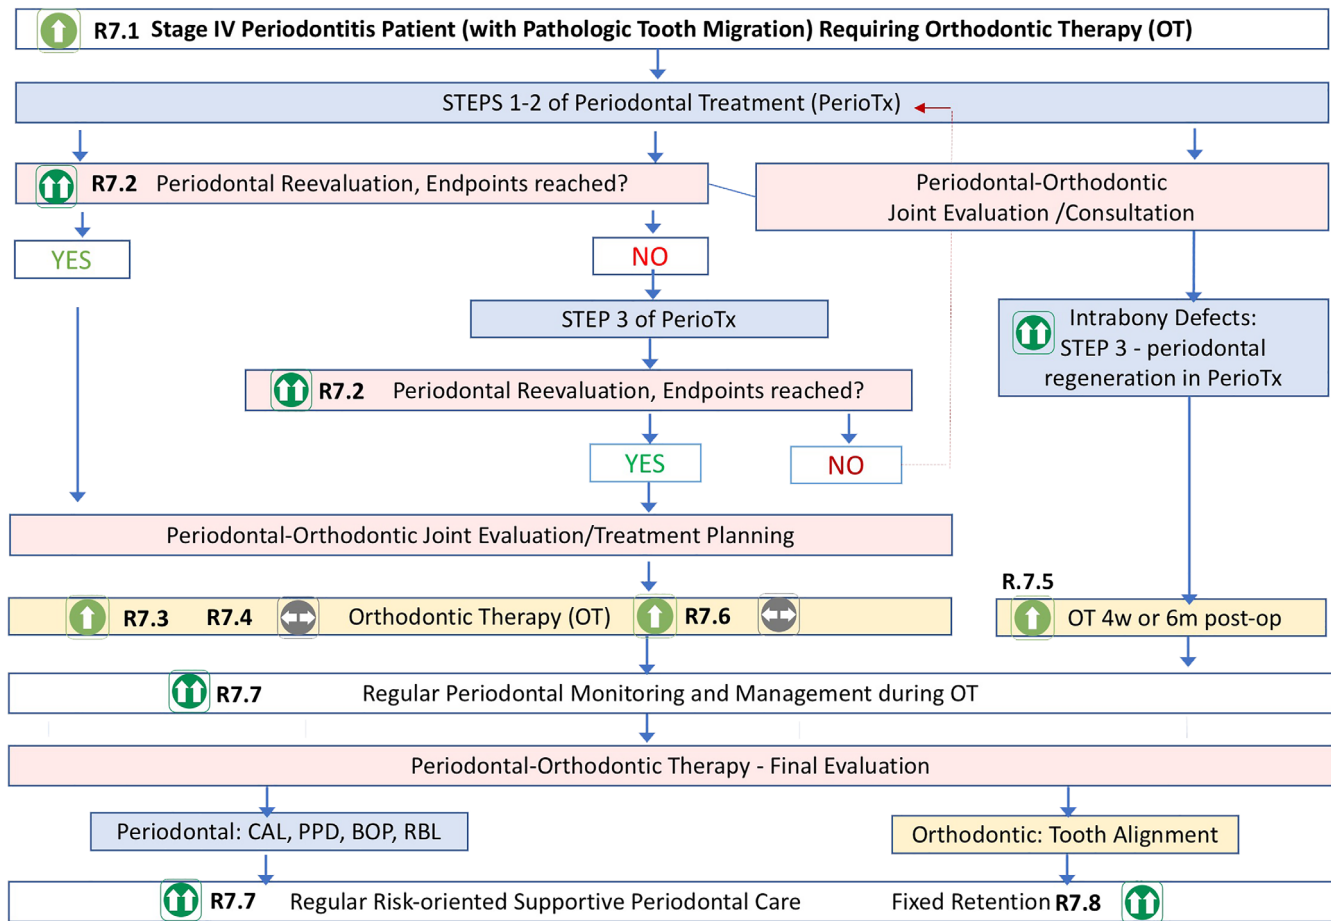 R7.1 Stage IV Periodontitis Patient (with Pathologic Tooth Migration) Requiring Orthodontic Therapy (OT)
STEPS 1-2 of Periodontal Treatment (PerioTx)
R7.2 Periodontal Reevaluation, Endpoints reached?
Periodontal-Orthodontic
Joint Evaluation /Consultation
YES
NO
STEP 3 of PerioTx
Intrabony Defects:
STEP 3 - periodontal
regeneration in PerioTx
R7.2 Periodontal Reevaluation, Endpoints reached?
YES
NO
Periodontal-Orthodontic Joint Evaluation/Treatment Planning
R7.3 R7.4 Orthodontic Therapy (OT) R7.6
R.7.5
OT 4w or 6m post-op
R7.7 Regular Periodontal Monitoring and Management during OT
Periodontal-Orthodontic Therapy - Final Evaluation
Periodontal: CAL, PPD, BOP, RBL
Orthodontic: Tooth Alignment
R7.7 Regular Risk-oriented Supportive Periodontal Care
Fixed Retention R7.8